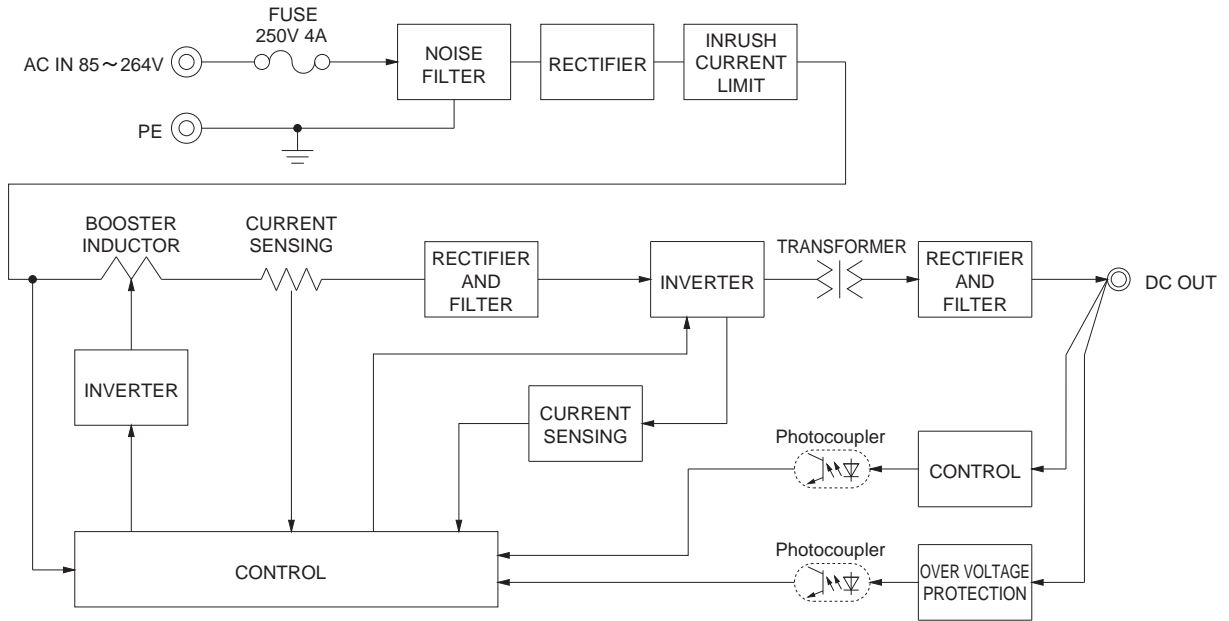 FUSE
250V 4A
AC IN 85～264V
NOISE
FILTER
RECTIFIER
INRUSH
CURRENT
LIMIT
PE
BOOSTER
INDUCTOR
CURRENT
SENSING
RECTIFIER
AND
FILTER
INVERTER
TRANSFORMER
RECTIFIER
AND
FILTER
DC OUT
INVERTER
CURRENT
SENSING
Photocoupler
CONTROL
CONTROL
Photocoupler
OVER VOLTAGE
PROTECTION